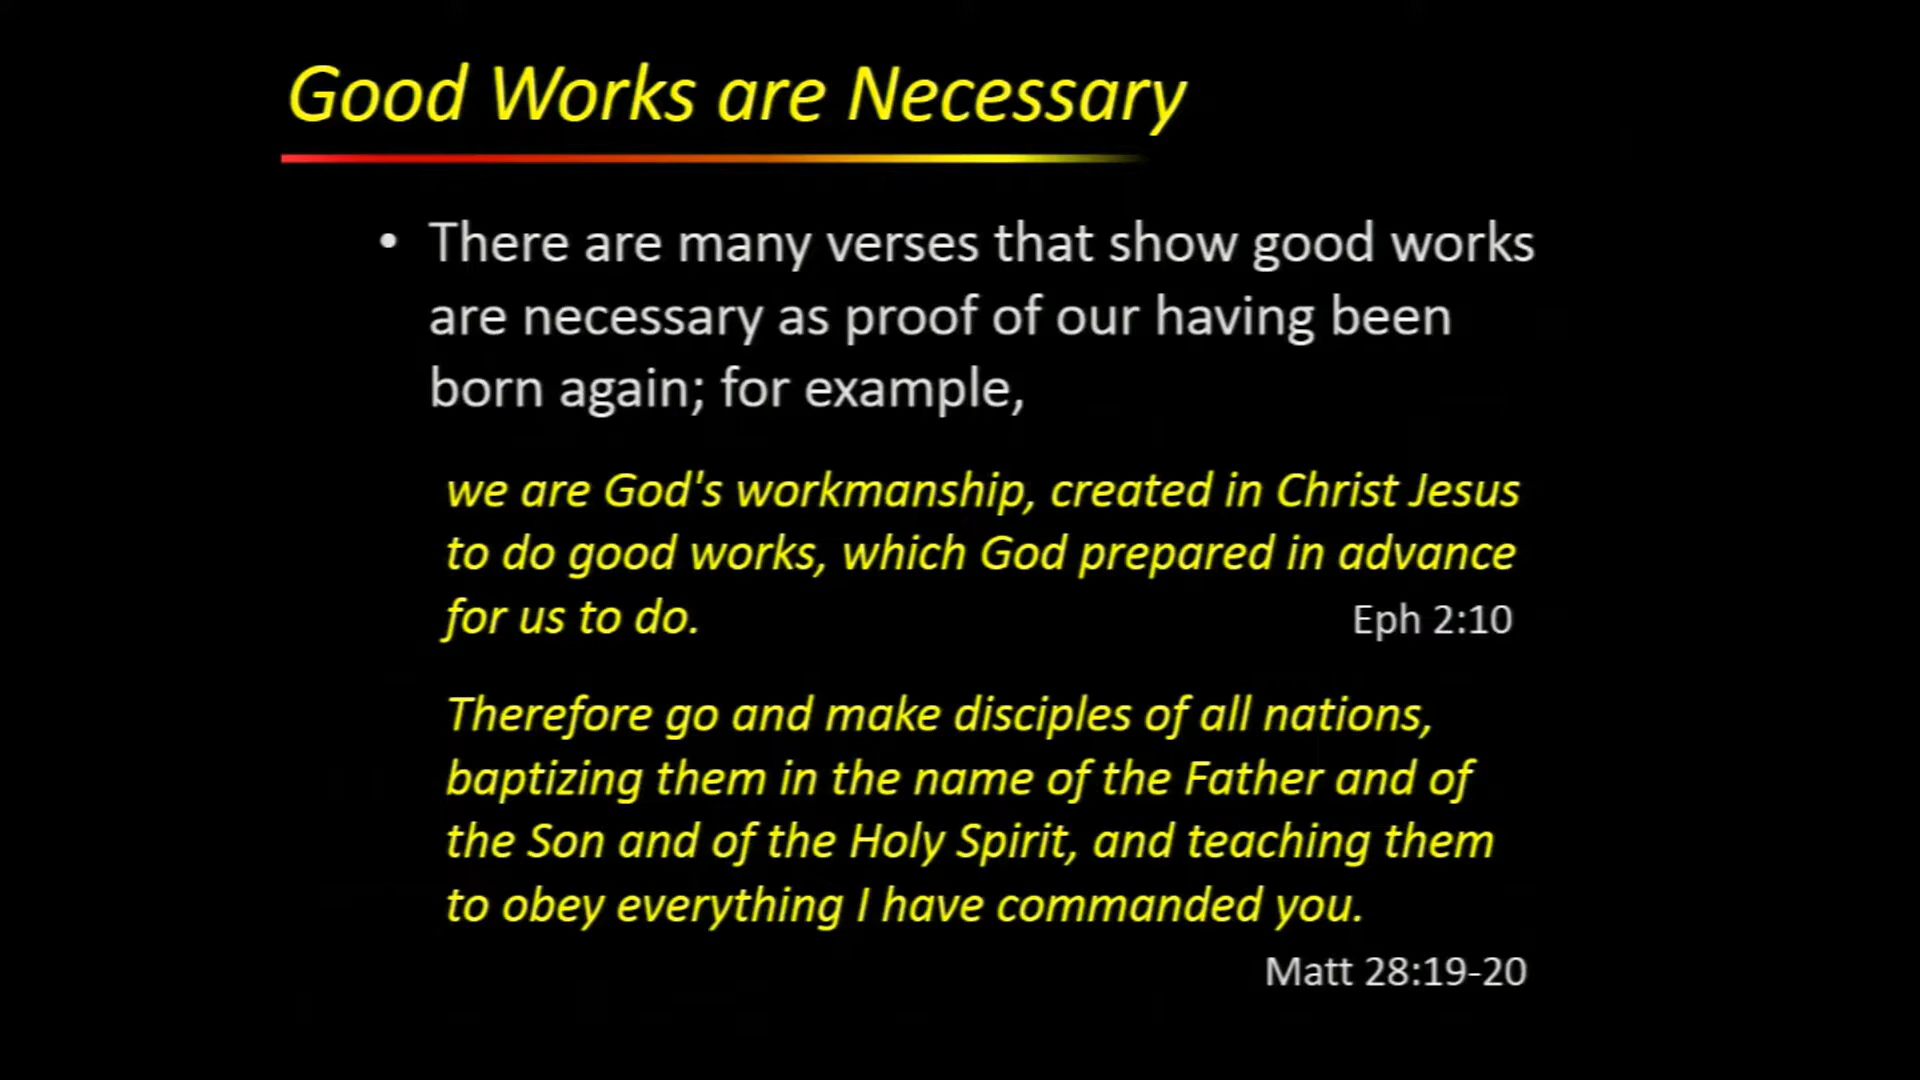 Good Works are Necessary
• There are many verses that show good works
are necessary as proof of our having been
born again; for example,
we are God's workmanship, created in Christ Jesus
to do good works, which God prepared in advance
for us to do. Eph 2:10
Therefore go and make disciples of all nations,
baptizing them in the name of the Father and of
the Son and of the Holy Spirit, and teaching them
to obey everything I have commanded you.
Matt 28:19-20